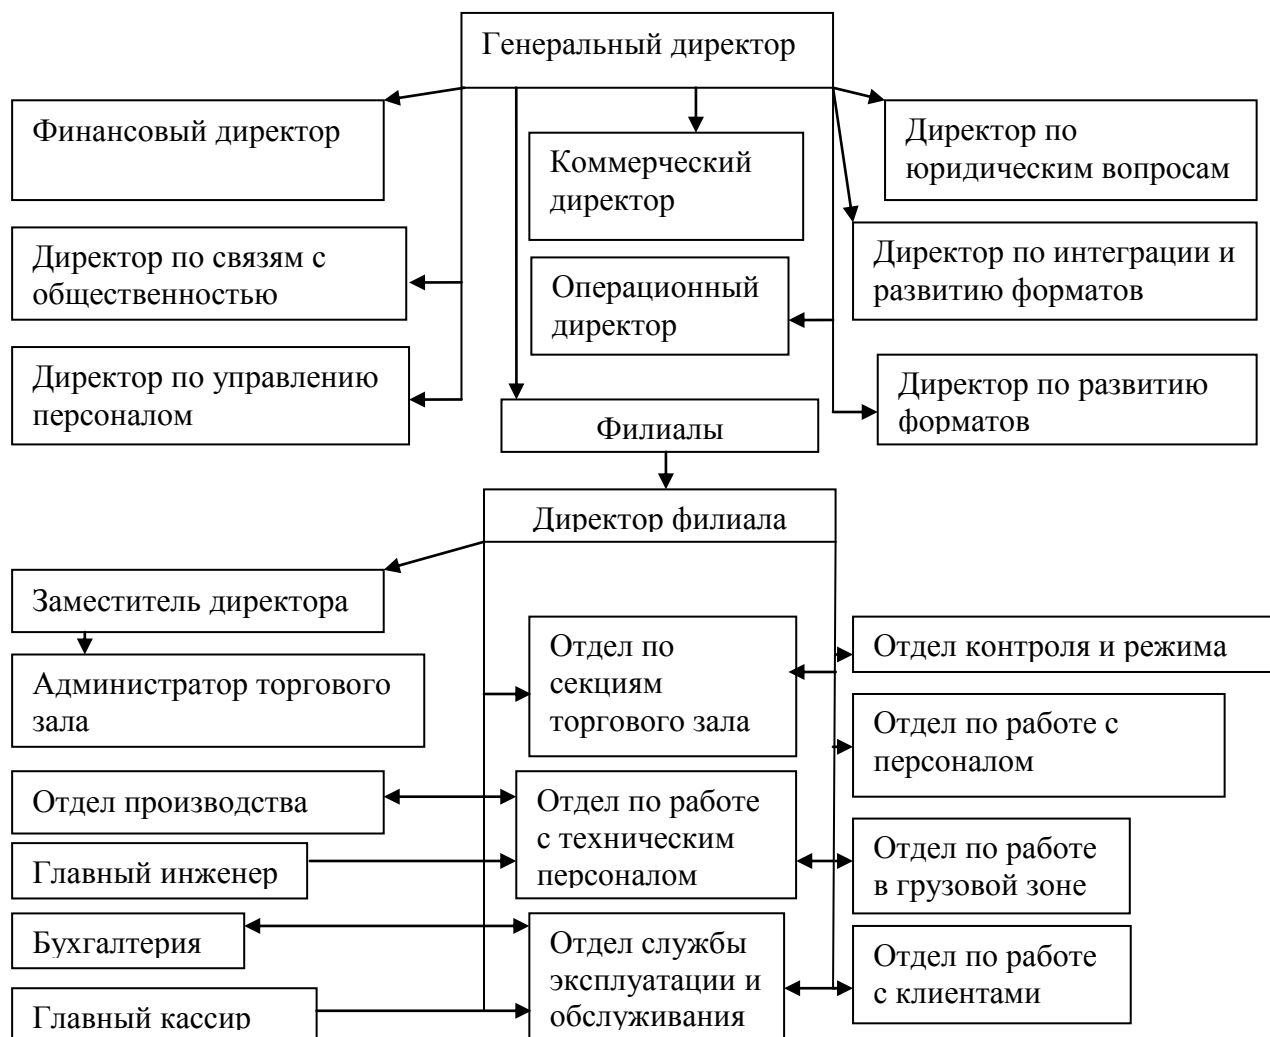 Генеральный директор
Финансовый директор
Коммерческий
директор
Директор по
юридическим вопросам
Директор по связям с
общественностью
Операционный
директор
Директор по интеграции и
развитию форматов
Директор по управлению
персоналом
Директор по развитию
форматов
Филиалы
Директор филиала
Заместитель директора
Администратор торгового
зала
Отдел по
секциям
торгового зала
Отдел контроля и режима
Отдел по работе с
персоналом
Отдел производства
Отдел по работе
с техническим
персоналом
Главный инженер
Отдел по работе
в грузовой зоне
Бухгалтерия
Отдел службы
эксплуатации и
обслуживания
Отдел по работе
с клиентами
Главный кассир